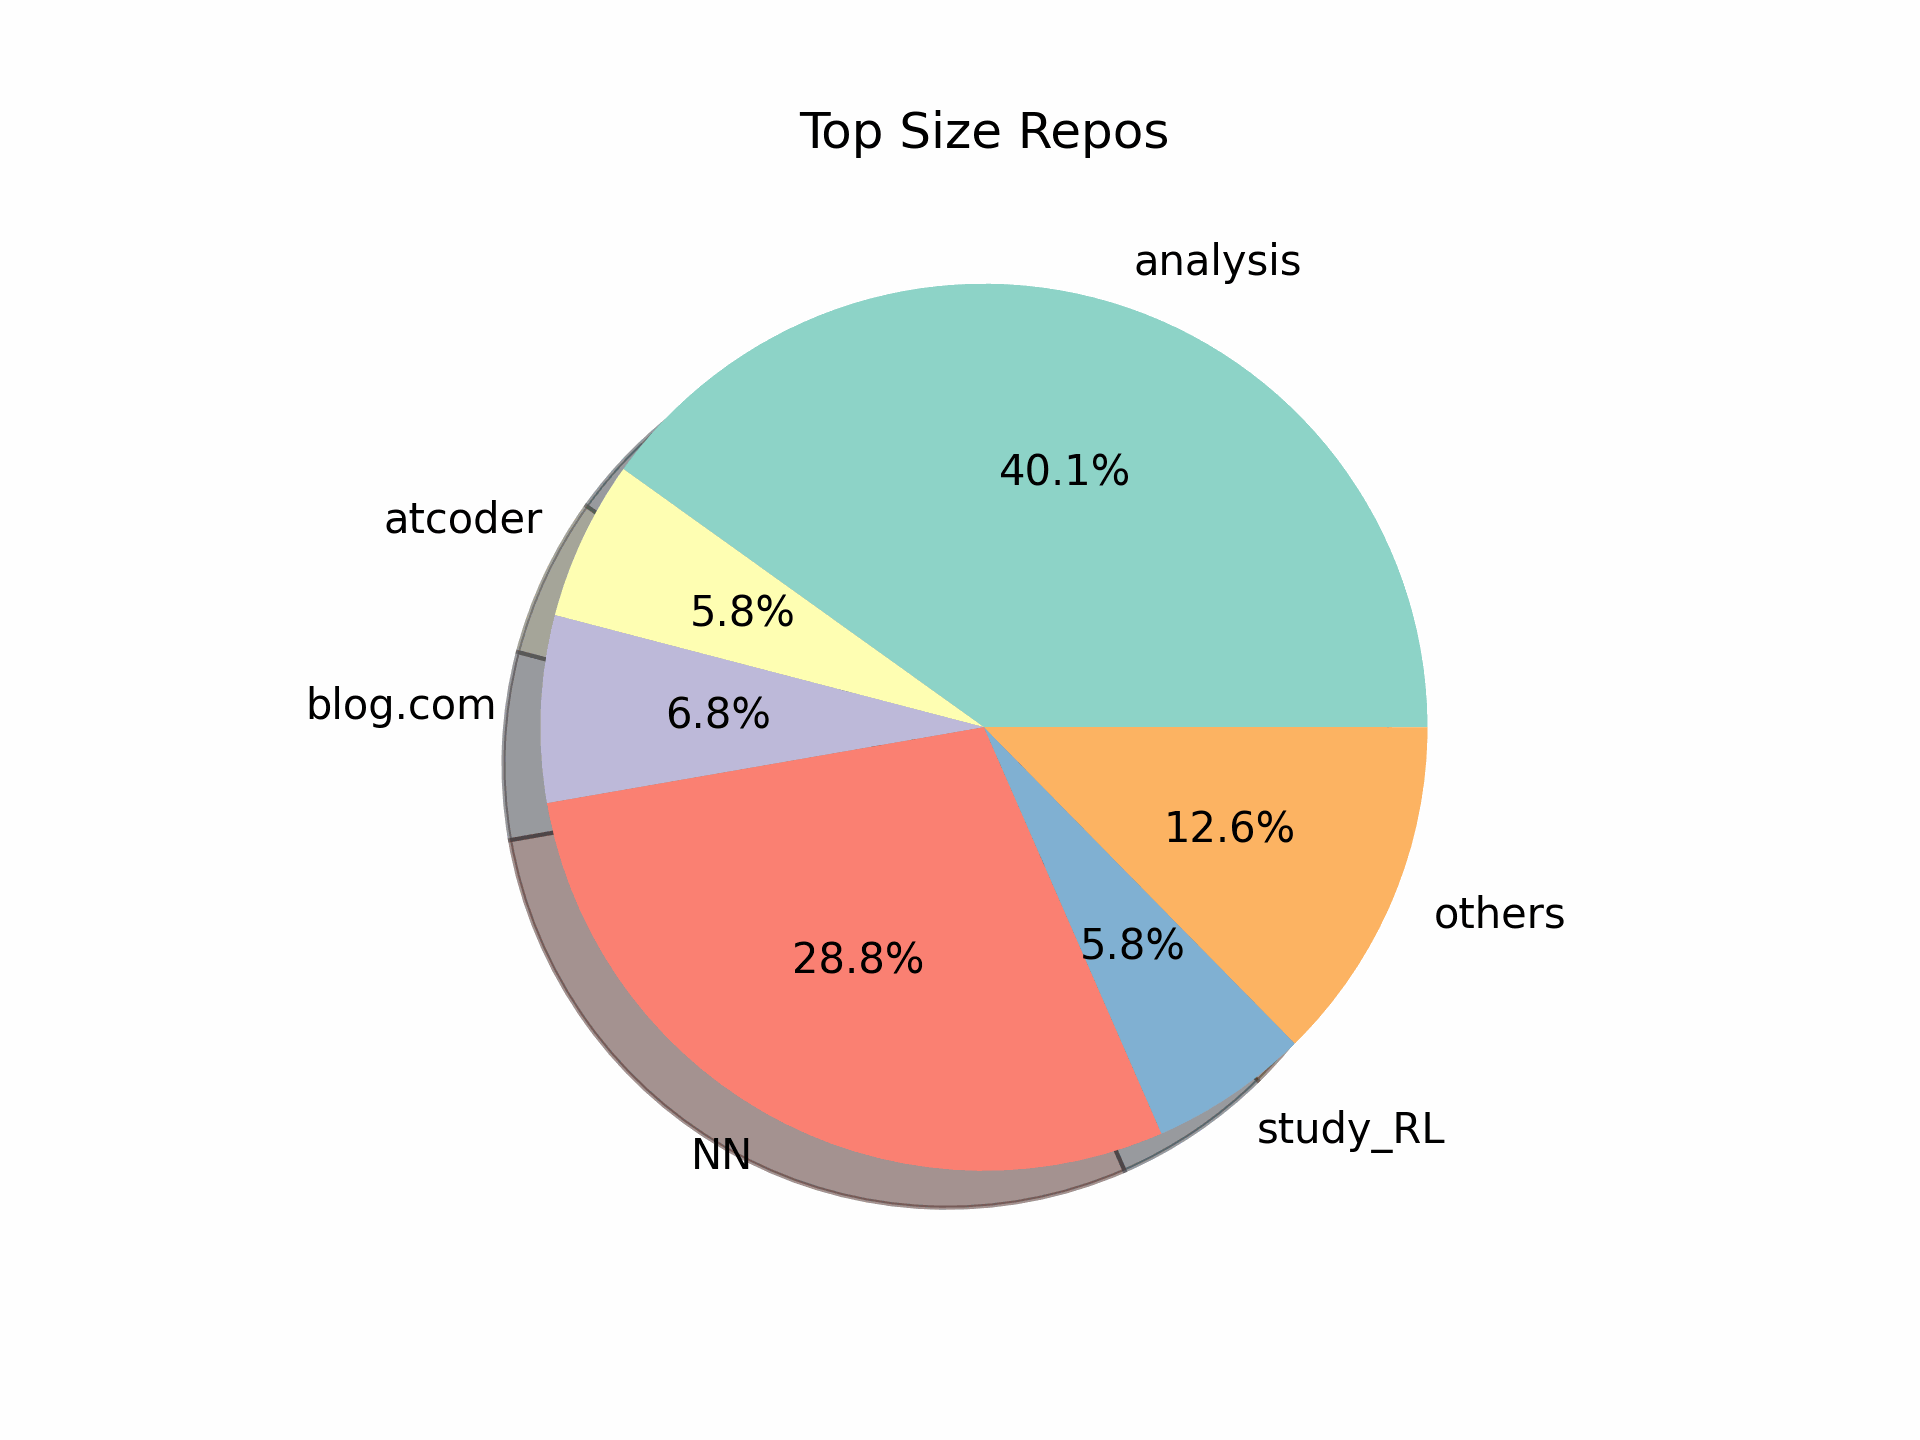 Top Size Repos
analysis
40.1%
atcoder
5.8%
blog.com
6.8%
28.8%
NN
5.8%
study_RL
12.6%
others